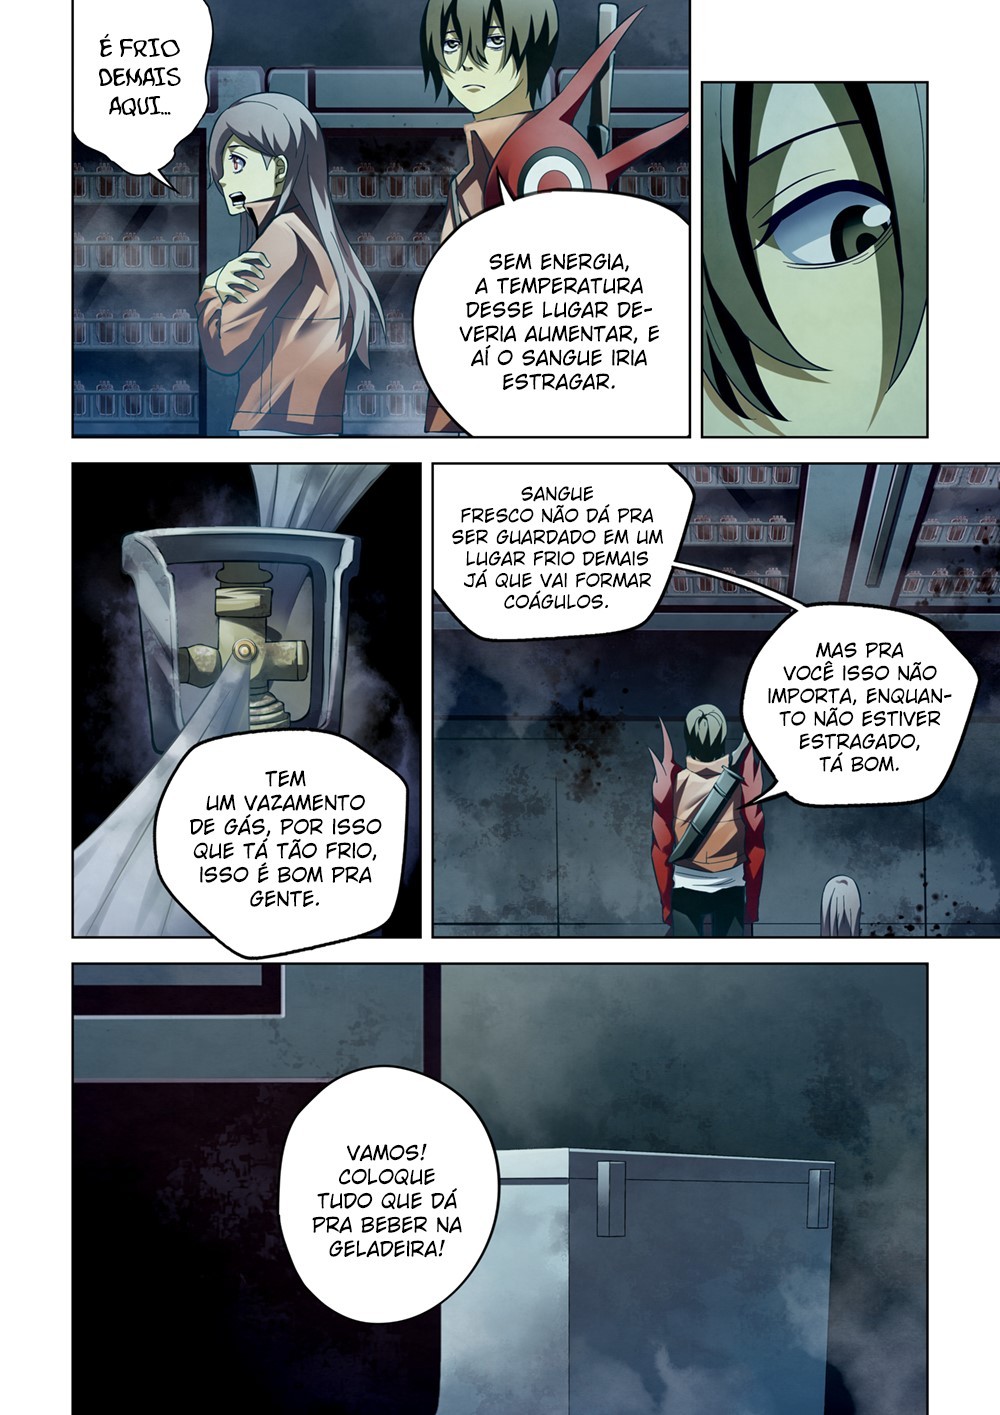 É FRIO
DEMAIS
AQUI...
SEM ENERGIA,
A TEMPERATURA
DESSE LUGAR DE-
VERIA AUMENTAR, E
AÍ O SANGUE IRIA
ESTRAGAR.
TEM
UM VAZAMENTO
DE GÁS, POR ISSO
QUE TÁ TÃO FRIO,
ISSO É BOM PRA
GENTE.
SANGUE
FRESCO NÃO DÁ PRA
SER GUARDADO EM UM
LUGAR FRIO DEMAIS
JÁ QUE VAI FORMAR
COÁGULOS.
MAS PRA
VOCÊ ISSO NÃO
IMPORTA, ENQUAN-
TO NÃO ESTIVER
ESTRAGADO,
TÁ BOM.
VAMOS!
COLOQUE
TUDO QUE DÁ
PRA BEBER NA
GELADEIRA!